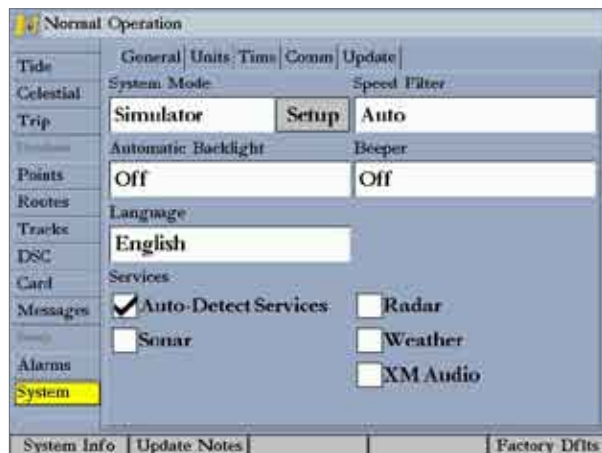 Normal Operation
General Units Time Comm Update
Tide
Celestial
Trip
Points
Routes
Tracks
DSC
Card
Messages
Alarms
System
System Mode
Speed Filter
Simulator Setup Auto
Automatic Backlight
Beeper
Off
Off
Language
English
Services
Auto-Detect Services
Radar
Sonar
Weather
XM Audio
System Info Update Notes Factory Dflts